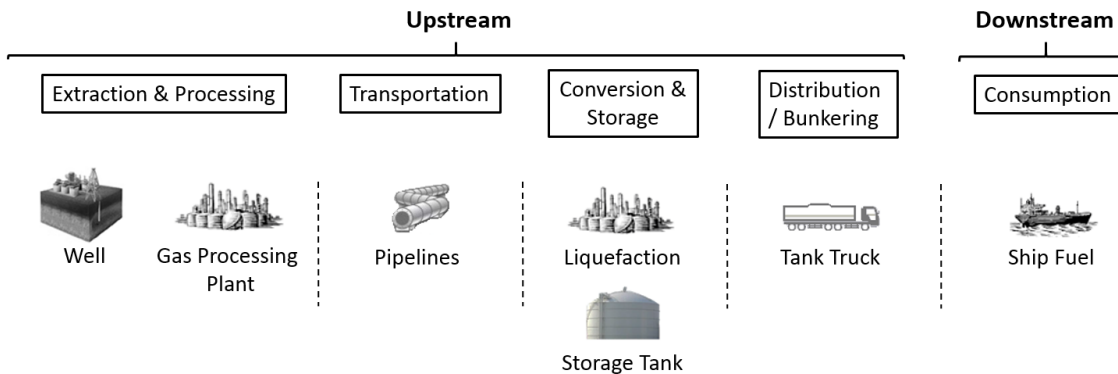 Upstream
Downstream
Extraction & Processing
Transportation
Conversion &
Storage
Distribution
/ Bunkering
Consumption
Well
Gas Processing
Plant
Pipelines
Liquefaction
Storage Tank
Tank Truck
Ship Fuel